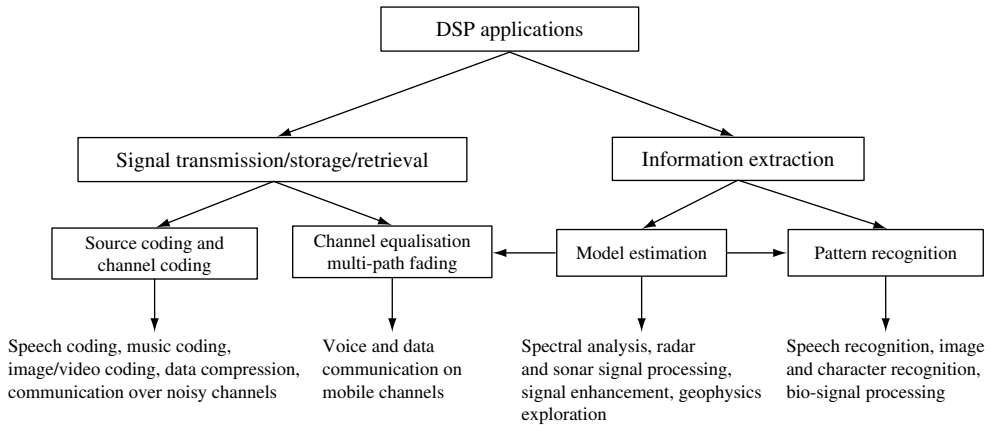 DSP applications
Signal transmission/storage/retrieval
Information extraction
Source coding and
channel coding
Channel equalisation
multi-path fading
Model estimation
Pattern recognition
Speech coding, music coding,
image/video coding, data compression,
communication over noisy channels
Voice and data
communication on
mobile channels
Spectral analysis, radar
and sonar signal processing,
signal enhancement, geophysics
exploration
Speech recognition, image
and character recognition,
bio-signal processing